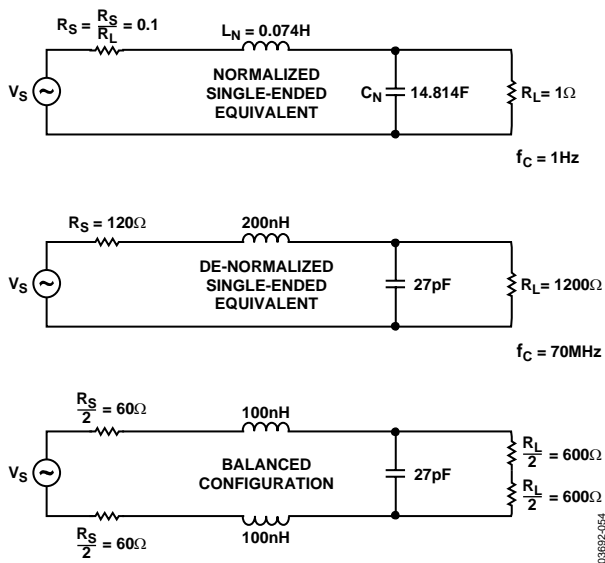 R_S = R_S/R_L = 0.1
L_N = 0.074H
V_S
NORMALIZED
SINGLE-ENDED
EQUIVALENT
C_N
14.814F
R_L = 1Ω
f_C = 1Hz
R_S = 120Ω
200nH
V_S
DE-NORMALIZED
SINGLE-ENDED
EQUIVALENT
27pF
R_L = 1200Ω
f_C = 70MHz
R_S/2 = 60Ω
100nH
V_S
BALANCED
CONFIGURATION
27pF
R_L/2 = 600Ω
R_L/2 = 600Ω
R_S/2 = 60Ω
100nH
03692-054